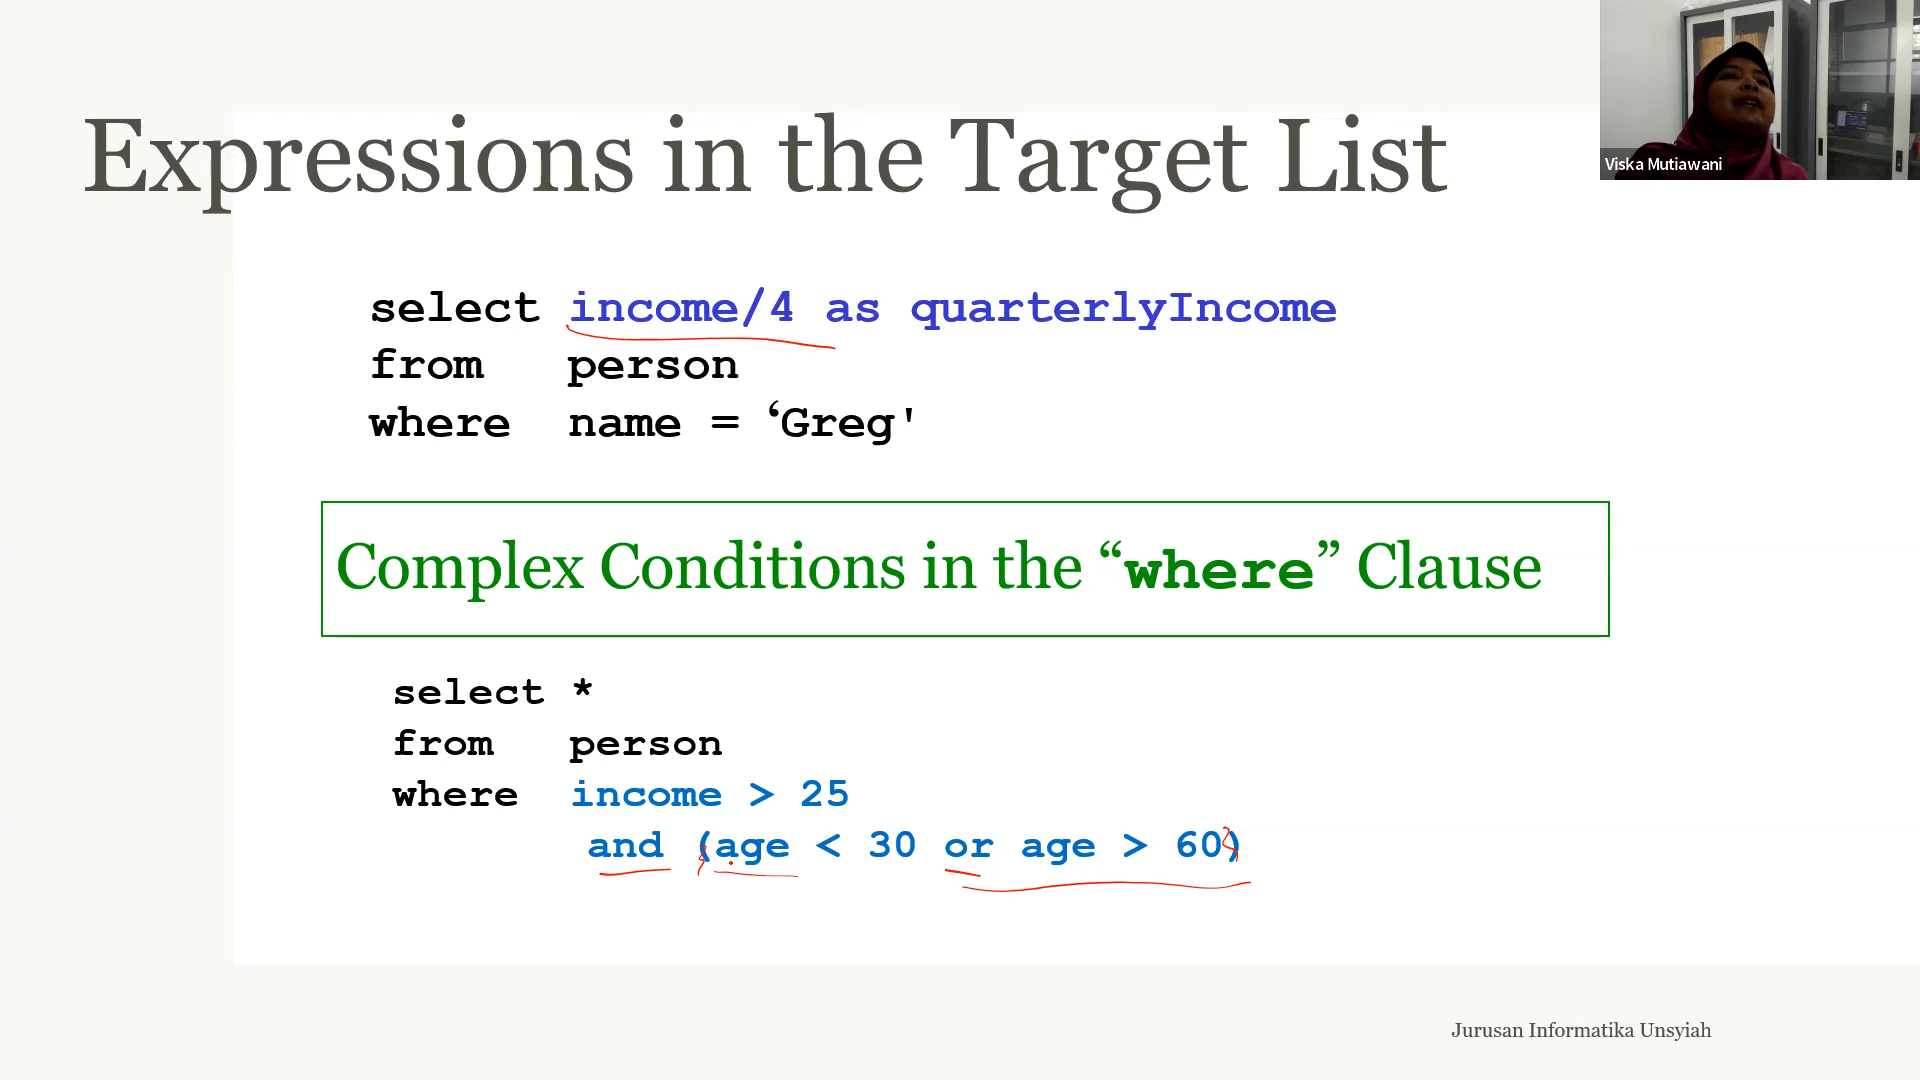 Viska Mutiawani
Expressions in the Target List
select income/4 as quarterlyIncome
from person
where name = ‘Greg'
Complex Conditions in the “where” Clause
select *
from person
where income > 25
and (age < 30 or age > 60)
Jurusan Informatika Unsyiah